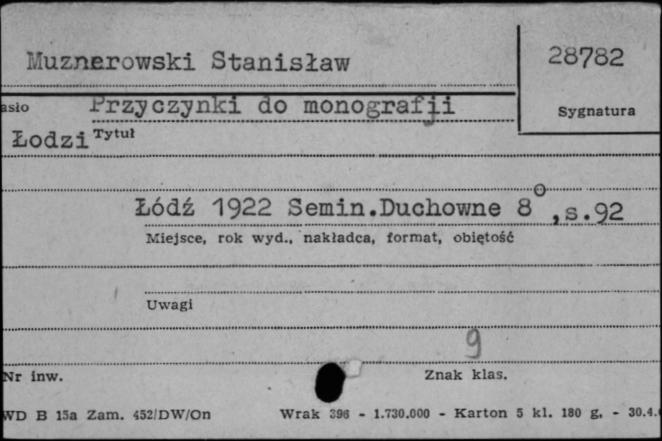 Muznerowski Stanisław
28782
asło
Przyczynki do monografji
Sygnatura
Łodzi Tytuł
Łódź 1922 Semin.Duchowne 8°,s.92
Miejsce, rok wyd., nakładca, format, objętość
Uwagi
9
Nr inw.
Znak klas.
WD B 15a Zam. 452/DW/On
Wrak 396 - 1.730.000 - Karton 5 kl. 180 g. - 30.4.